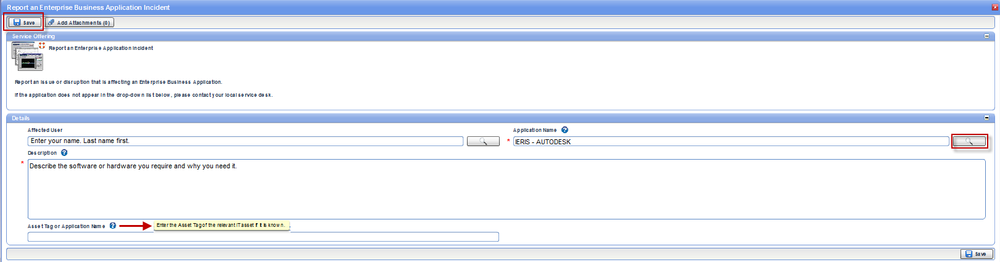 Report an Enterprise Business Application Incident
Save
Add Attachments (0)
Service Offering
Report an Enterprise Application Incident
Report an issue or disruption that is affecting an Enterprise Business Application.
If the application does not appear in the drop-down list below, please contact your local service desk.
Details
Affected User
Application Name ?
Enter your name. Last name first.
* IERIS - AUTODESK
Description ?
* Describe the software or hardware you require and why you need it.
Asset Tag or Application Name ?
Enter the Asset Tag of the relevant IT asset if it is known.
Save